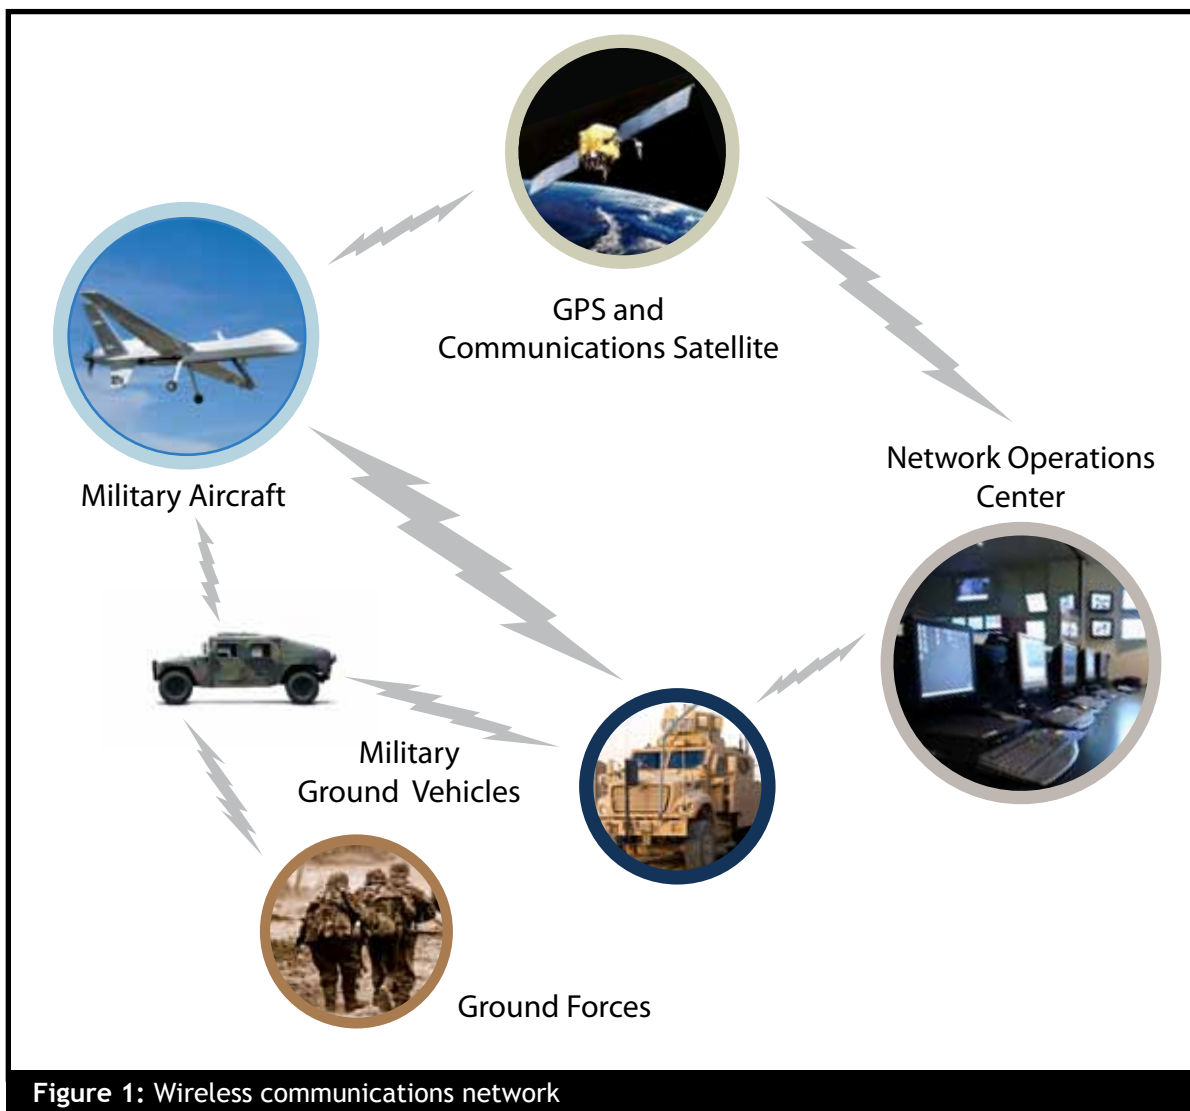 GPS and
Communications Satellite
Military Aircraft
Network Operations
Center
Military
Ground Vehicles
Ground Forces
Figure 1: Wireless communications network